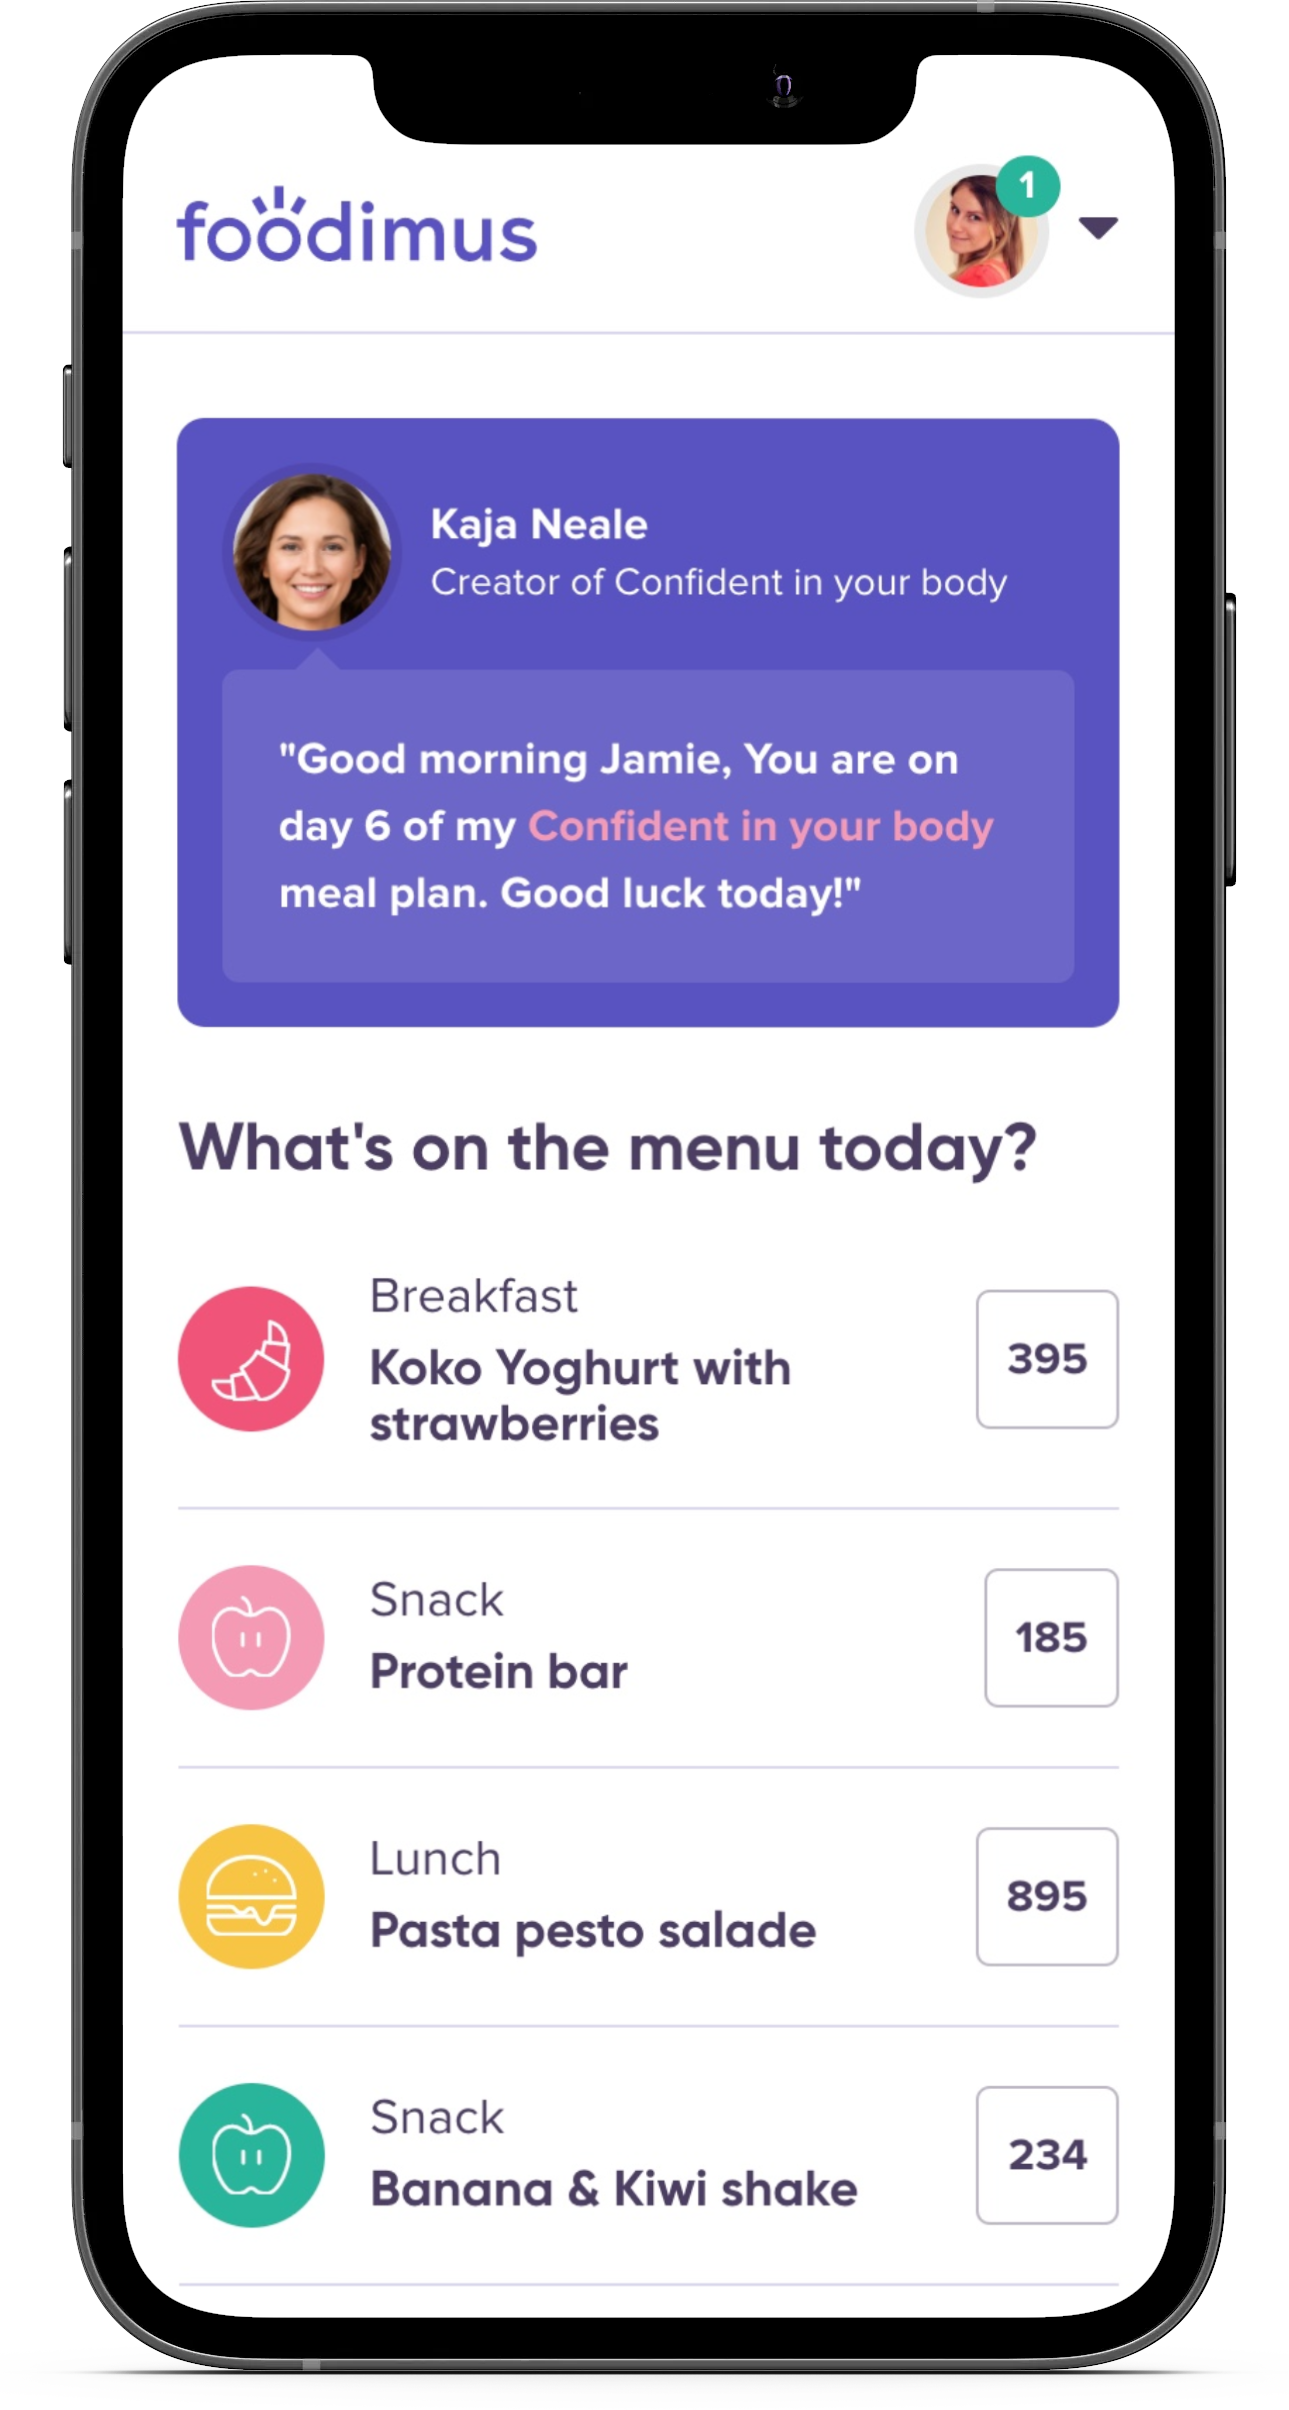 foödimus
1
Kaja Neale
Creator of Confident in your body
"Good morning Jamie, You are on
day 6 of my Confident in your body
meal plan. Good luck today!"
What's on the menu today?
Breakfast
Koko Yoghurt with
strawberries
395
Snack
Protein bar
185
Lunch
Pasta pesto salade
895
Snack
Banana & Kiwi shake
234